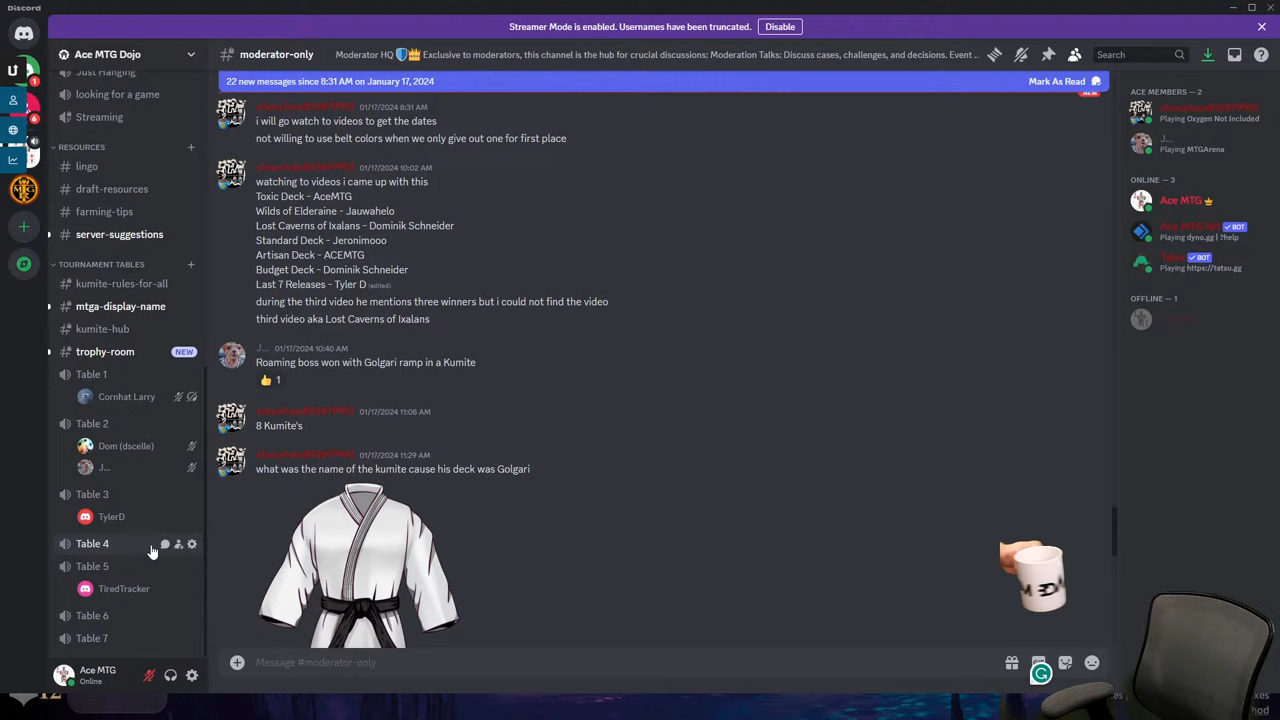 Discord
Streamer Mode is enabled. Usernames have been truncated.
Disable
Ace MTG Dojo
moderator-only
Moderator HQ 🛡️👑 Exclusive to moderators, this channel is the hub for crucial discussions: Moderation Talks: Discuss cases, challenges, and decisions. Event ...
Search
22 new messages since 8:31 AM on January 17, 2024
Mark As Read
Just Hanging
looking for a game
Streaming
RESOURCES
lingo
draft-resources
farming-tips
server-suggestions
TOURNAMENT TABLES
kumite-rules-for-all
mtga-display-name
kumite-hub
trophy-room
NEW
Table 1
Cornhat Larry
Table 2
Dom (dscelle)
J...
Table 3
TylerD
Table 4
Table 5
TiredTracker
Table 6
Table 7
Ace MTG
Online
1
6
NEW
01/17/2024 8:31 AM
i will go watch to videos to get the dates
not willing to use belt colors when we only give out one for first place
01/17/2024 10:02 AM
watching to videos i came up with this
Toxic Deck - AceMTG
Wilds of Elderaine - Jauwahelo
Lost Caverns of Ixalans - Dominik Schneider
Standard Deck - Jeronimooo
Artisan Deck - ACEMTG
Budget Deck - Dominik Schneider
Last 7 Releases - Tyler D (edited)
during the third video he mentions three winners but i could not find the video
third video aka Lost Caverns of Ixalans
J... 01/17/2024 10:40 AM
Roaming boss won with Golgari ramp in a Kumite
👍 1
01/17/2024 11:08 AM
8 Kumite's
01/17/2024 11:29 AM
what was the name of the kumite cause his deck was Golgari
Message #moderator-only
ACE MEMBERS — 2
Playing Oxygen Not Included
J...
Playing MTGArena
ONLINE — 3
Ace MTG
BOT
Playing dyno.gg | ?help
BOT
Playing https://tatsu.gg
OFFLINE — 1
12